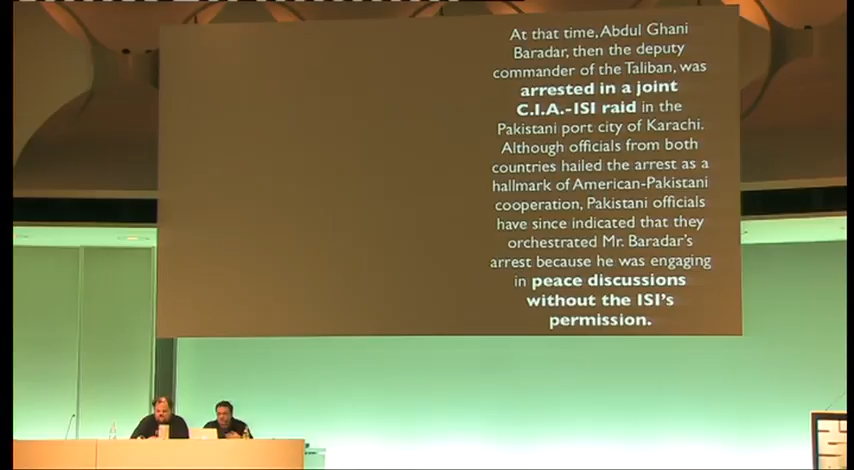 At that time, Abdul Ghani
Baradar, then the deputy
commander of the Taliban, was
arrested in a joint
C.I.A.-ISI raid in the
Pakistani port city of Karachi.
Although officials from both
countries hailed the arrest as a
hallmark of American-Pakistani
cooperation, Pakistani officials
have since indicated that they
orchestrated Mr. Baradar's
arrest because he was engaging
in peace discussions
without the ISI's
permission.